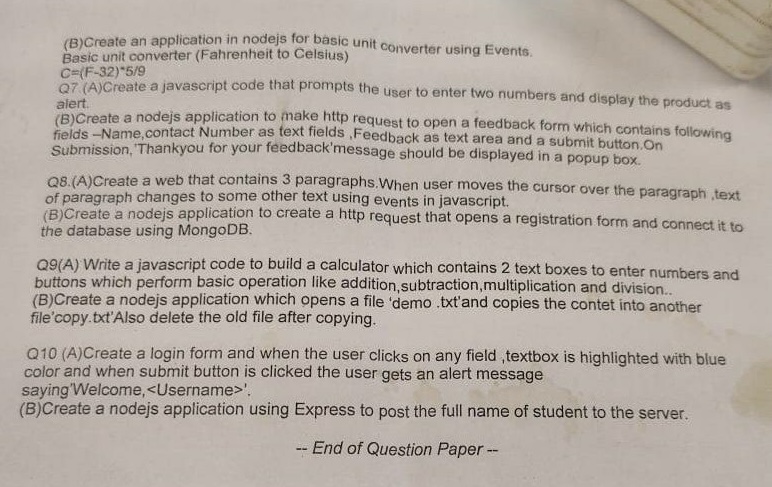 (B)Create an application in nodejs for basic unit converter using Events.
Basic unit converter (Fahrenheit to Celsius)
C=(F-32)*5/9
Q7.(A)Create a javascript code that prompts the user to enter two numbers and display the product as
alert.
(B)Create a nodejs application to make http request to open a feedback form which contains following
fields –Name,contact Number as text fields ,Feedback as text area and a submit button.On
Submission,'Thankyou for your feedback'message should be displayed in a popup box.
Q8.(A)Create a web that contains 3 paragraphs.When user moves the cursor over the paragraph ,text
of paragraph changes to some other text using events in javascript.
(B)Create a nodejs application to create a http request that opens a registration form and connect it to
the database using MongoDB.
Q9(A) Write a javascript code to build a calculator which contains 2 text boxes to enter numbers and
buttons which perform basic operation like addition,subtraction,multiplication and division..
(B)Create a nodejs application which opens a file 'demo .txt'and copies the contet into another
file'copy.txt'Also delete the old file after copying.
Q10 (A)Create a login form and when the user clicks on any field ,textbox is highlighted with blue
color and when submit button is clicked the user gets an alert message
saying'Welcome,<Username>'.
(B)Create a nodejs application using Express to post the full name of student to the server.
-- End of Question Paper --